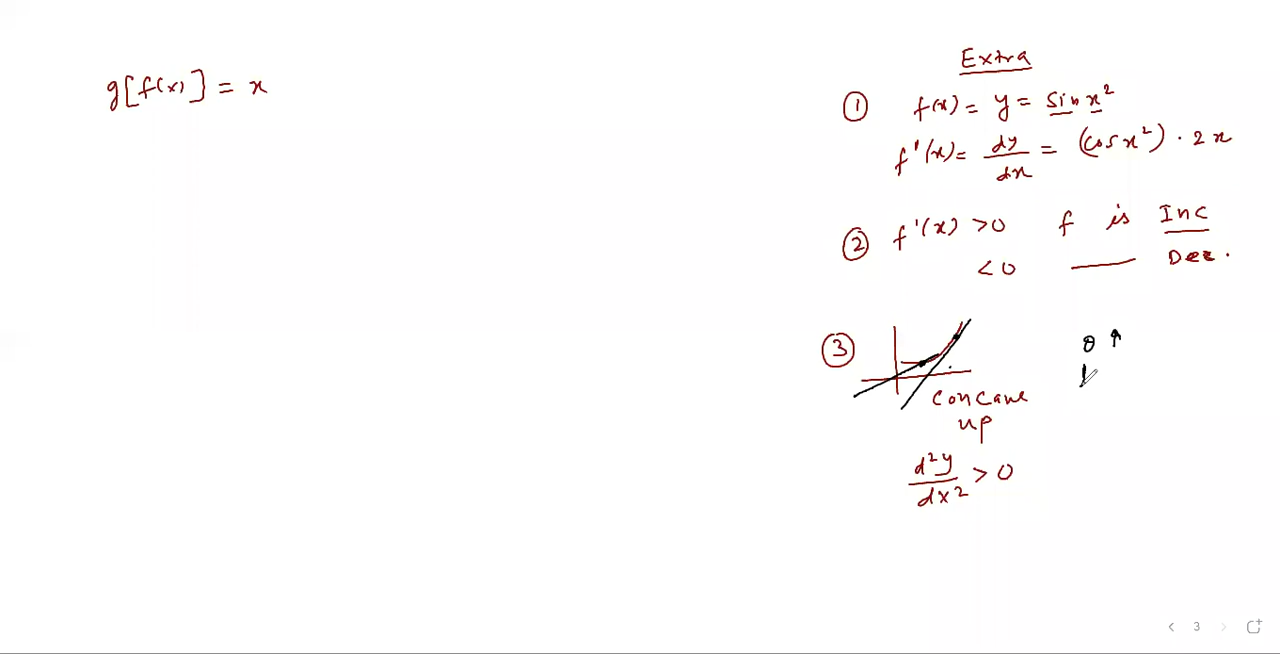 g[f(x)] = x
Extra
① f(x) = y = sin x²
f'(x) = dy/dx = (cos x²) · 2x
② f'(x) > 0 f is Inc
< 0 —— Dec.
③
θ ↑
concave
up
d²y/dx² > 0
< 3 >